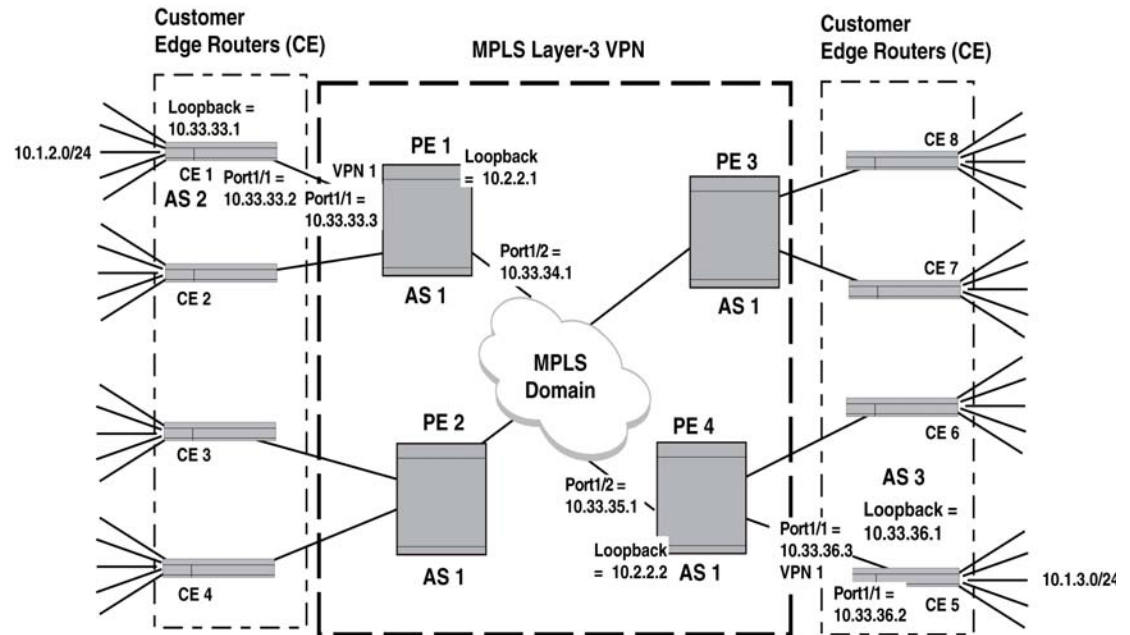 Customer
Edge Routers (CE)
MPLS Layer-3 VPN
Customer
Edge Routers (CE)
Loopback =
10.33.33.1
10.1.2.0/24
CE 1
AS 2
Port1/1 =
10.33.33.2
VPN 1
Port1/1 =
10.33.33.3
PE 1
Loopback
= 10.2.2.1
AS 1
Port1/2 =
10.33.34.1
PE 3
AS 1
CE 8
CE 7
CE 2
MPLS
Domain
CE 3
CE 4
PE 2
AS 1
PE 4
Port1/2 =
10.33.35.1
Loopback
= 10.2.2.2
AS 1
CE 6
AS 3
Loopback =
10.33.36.1
Port1/1 =
10.33.36.3
VPN 1
Port1/1 =
10.33.36.2
CE 5
10.1.3.0/24